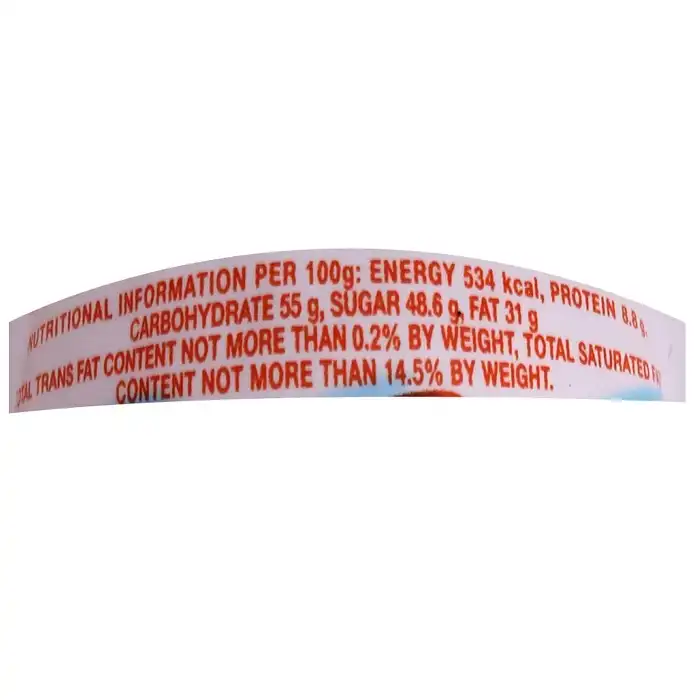 NUTRITIONAL INFORMATION PER 100g: ENERGY 534 kcal, PROTEIN 8.8 g,
CARBOHYDRATE 55 g, SUGAR 48.6 g, FAT 31 g
TRANS FAT CONTENT NOT MORE THAN 0.2% BY WEIGHT, TOTAL SATURATED
CONTENT NOT MORE THAN 14.5% BY WEIGHT.